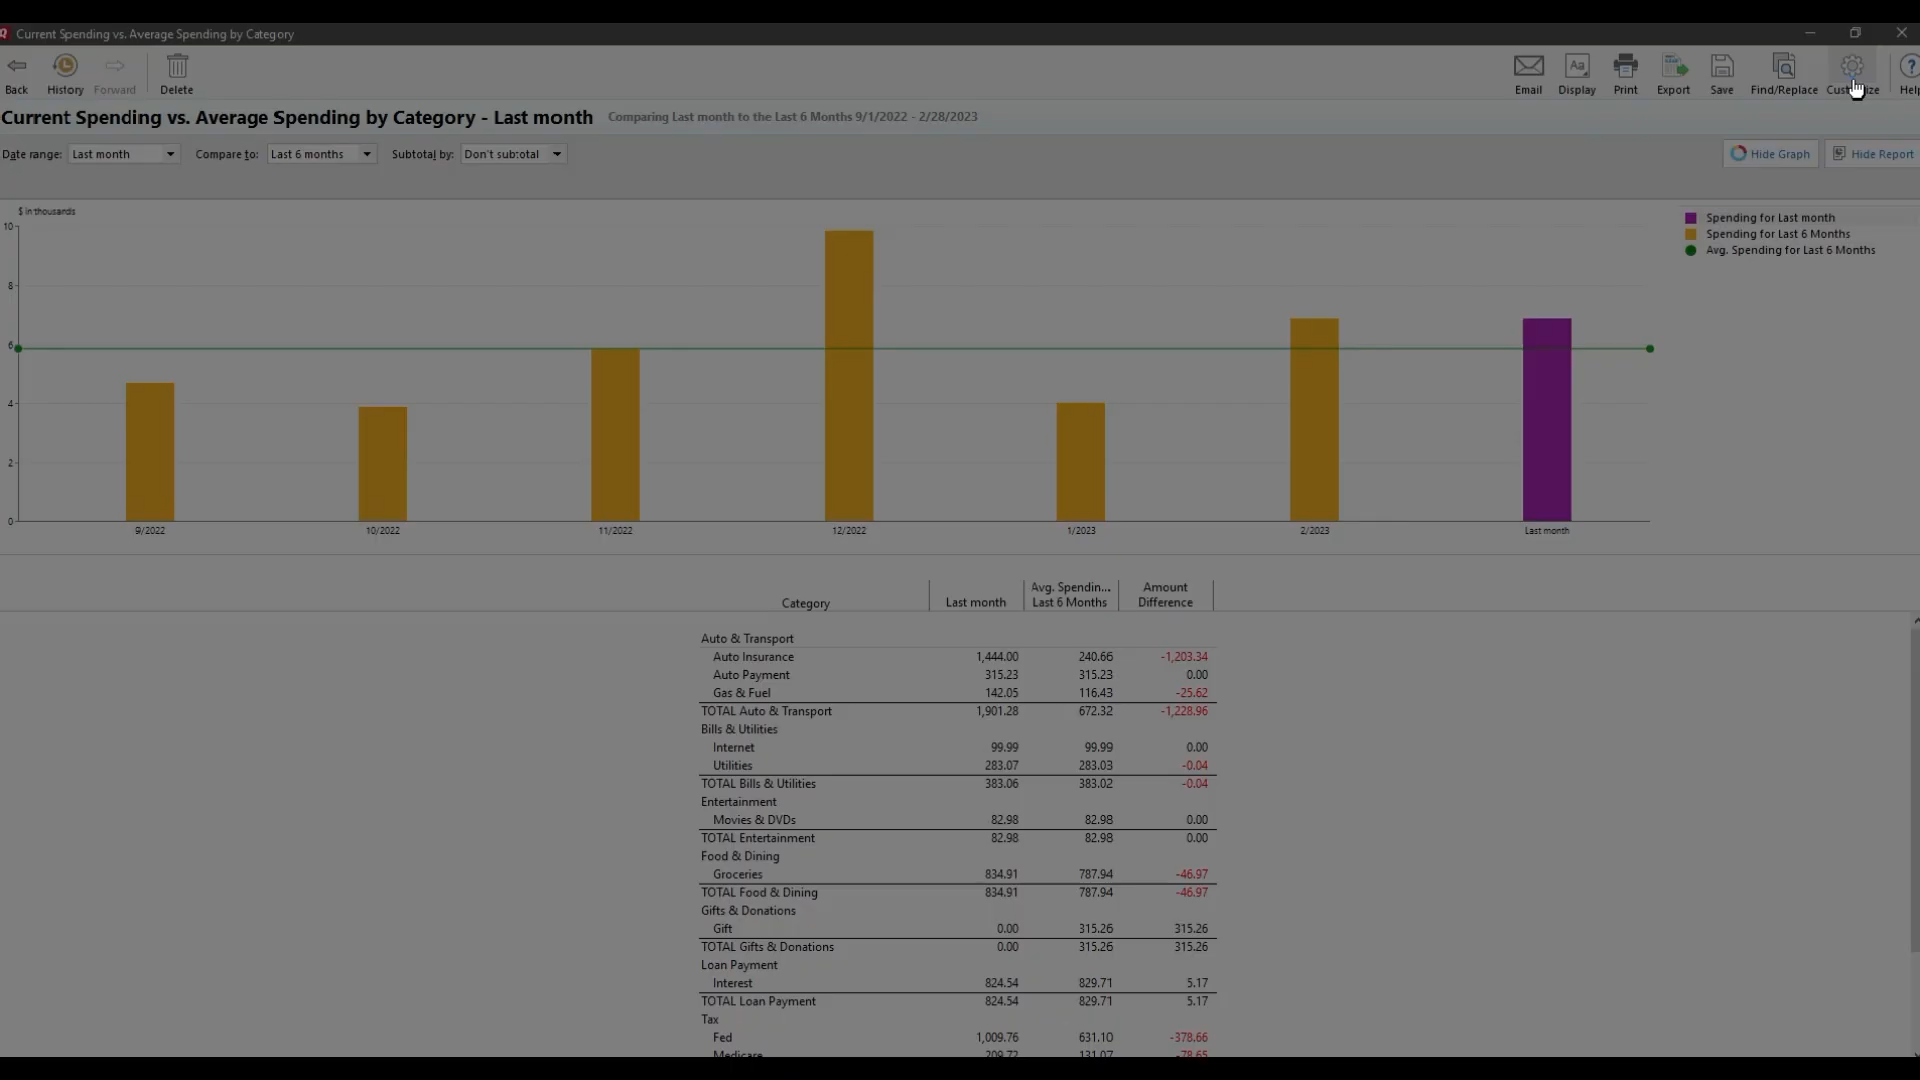 Current Spending vs. Average Spending by Category
Back History Forward Delete Email Display Print Export Save Find/Replace Customize Help
Current Spending vs. Average Spending by Category - Last month Comparing Last month to the Last 6 Months 9/1/2022 - 2/28/2023
Date range: Last month Compare to: Last 6 months Subtotal by: Don't subtotal Hide Graph Hide Report
$ in thousands
10
8
6
4
2
0
9/2022 10/2022 11/2022 12/2022 1/2023 2/2023 Last month
Spending for Last month
Spending for Last 6 Months
Avg. Spending for Last 6 Months
Category Last month Avg. Spendin... Last 6 Months Amount Difference
Auto & Transport
Auto Insurance 1,444.00 240.66 -1,203.34
Auto Payment 315.23 315.23 0.00
Gas & Fuel 142.05 116.43 -25.62
TOTAL Auto & Transport 1,901.28 672.32 -1,228.96
Bills & Utilities
Internet 99.99 99.99 0.00
Utilities 283.07 283.03 -0.04
TOTAL Bills & Utilities 383.06 383.02 -0.04
Entertainment
Movies & DVDs 82.98 82.98 0.00
TOTAL Entertainment 82.98 82.98 0.00
Food & Dining
Groceries 834.91 787.94 -46.97
TOTAL Food & Dining 834.91 787.94 -46.97
Gifts & Donations
Gift 0.00 315.26 315.26
TOTAL Gifts & Donations 0.00 315.26 315.26
Loan Payment
Interest 824.54 829.71 5.17
TOTAL Loan Payment 824.54 829.71 5.17
Tax
Fed 1,009.76 631.10 -378.66
Medicare 209.72 131.07 -78.65